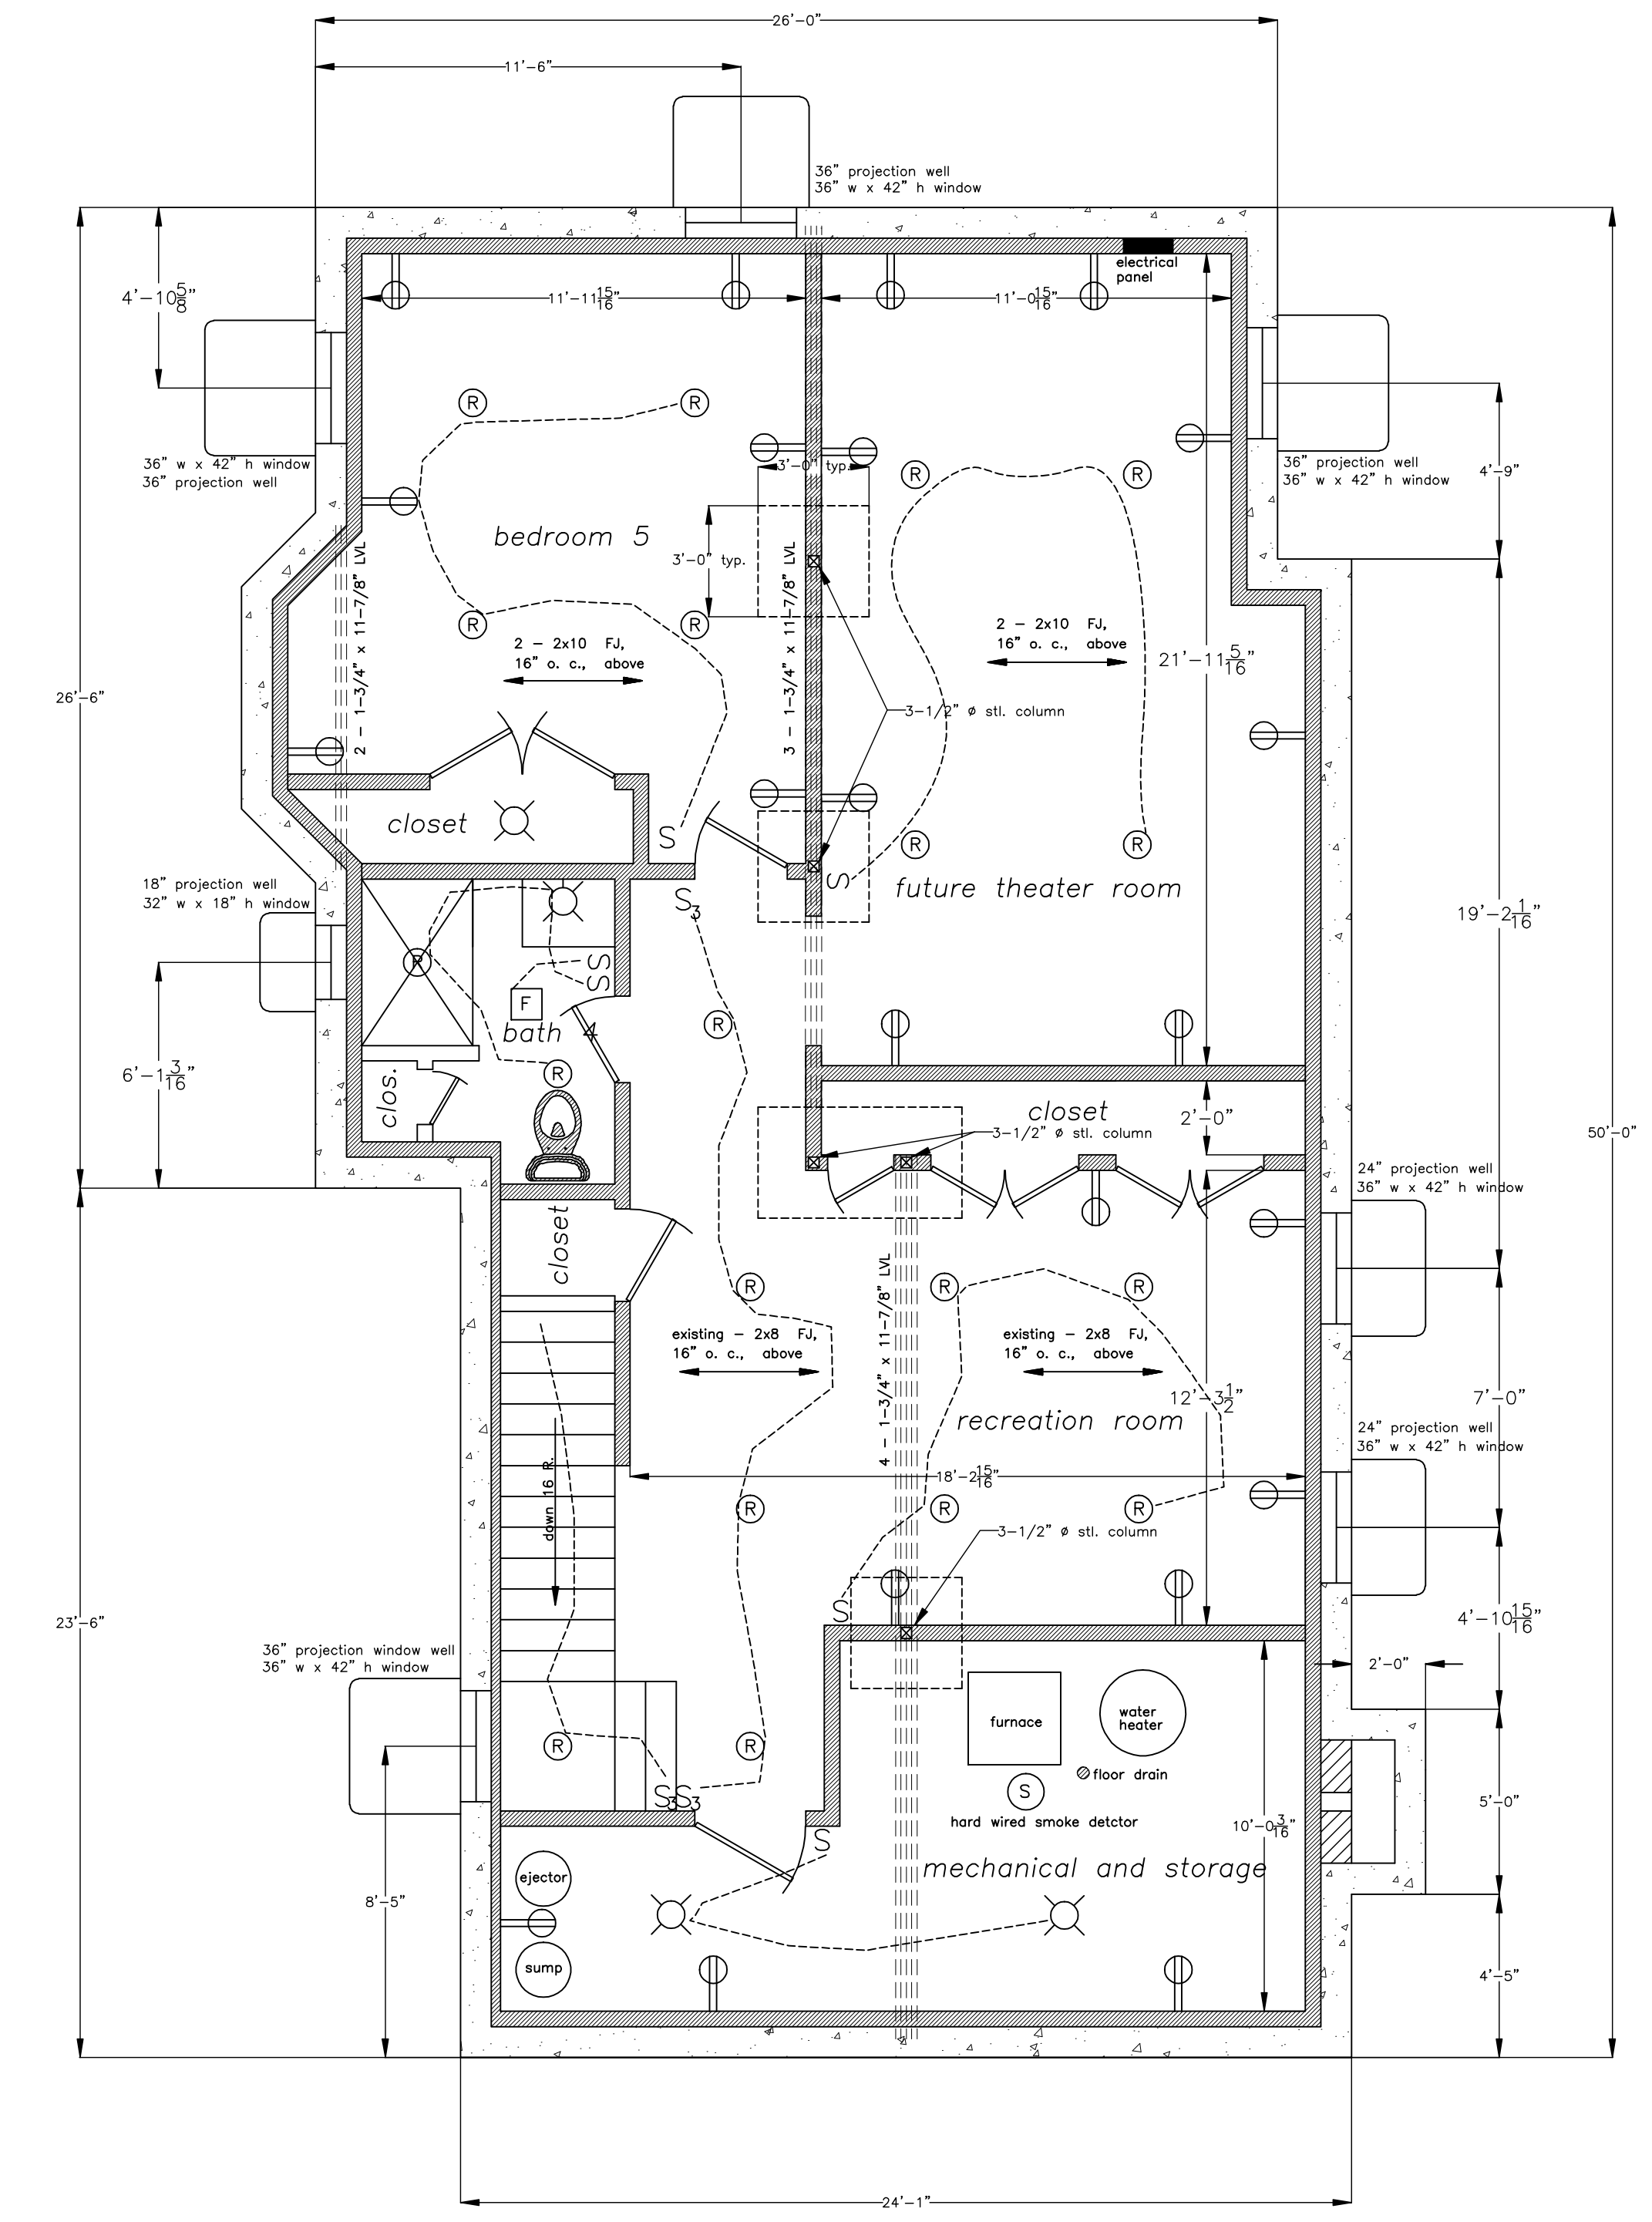 26'-0"
11'-6"
36" projection well
36" w x 42" h window
electrical
panel
4'-10 5/8"
11'-11 15/16"
11'-0 15/16"
R
R
36" w x 42" h window
36" projection well
3'-0" typ.
R
R
36" projection well
36" w x 42" h window
4'-9"
bedroom 5
3'-0" typ.
2 - 1-3/4" x 11-7/8" LVL
3 - 1-3/4" x 11-7/8" LVL
R
R
2 - 2x10 FJ,
16" o. c., above
2 - 2x10 FJ,
16" o. c., above
21'-11 5/16"
26'-6"
3-1/2" ø stl. column
closet
S
R
R
18" projection well
32" w x 18" h window
S
future theater room
S3
19'-2 1/16"
R
SS
F
bath 4
R
6'-1 3/16"
R
clos.
closet
2'-0"
3-1/2" ø stl. column
50'-0"
24" projection well
36" w x 42" h window
closet
4 - 1-3/4" x 11-7/8" LVL
R
R
R
existing - 2x8 FJ,
16" o. c., above
existing - 2x8 FJ,
16" o. c., above
12'-3 1/2"
7'-0"
recreation room
24" projection well
36" w x 42" h window
18'-2 15/16"
down 16 R.
R
R
R
3-1/2" ø stl. column
S
23'-6"
4'-10 15/16"
36" projection window well
36" w x 42" h window
2'-0"
furnace
water
heater
R
R
floor drain
S
S3S3
hard wired smoke detctor
5'-0"
10'-0 3/16"
S
mechanical and storage
ejector
8'-5"
sump
4'-5"
24'-1"